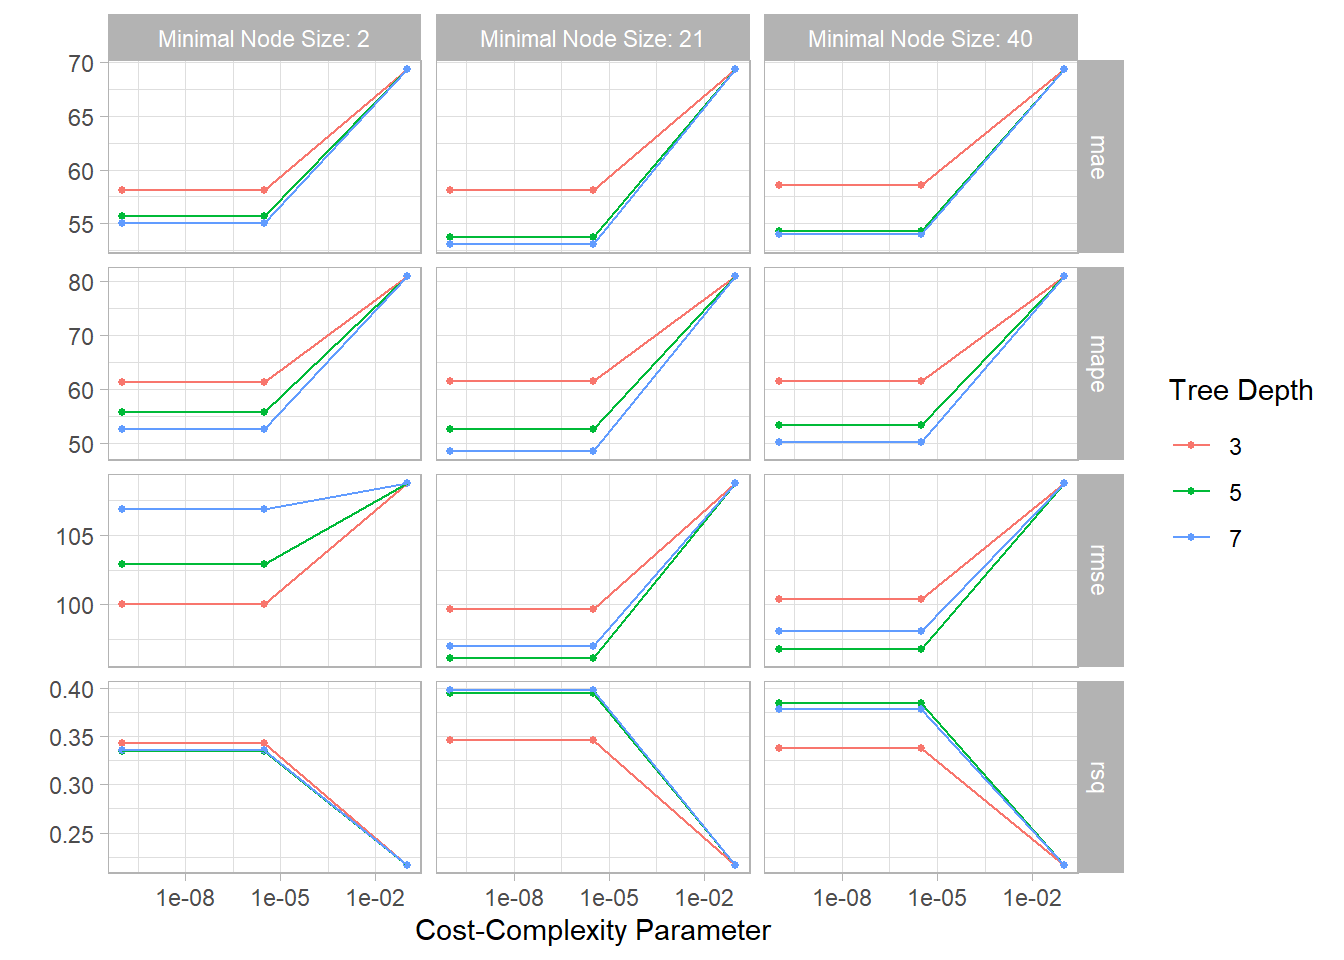 Minimal Node Size: 2
Minimal Node Size: 21
Minimal Node Size: 40
70
65
60
55
mae
80
70
60
50
mape
105
100
rmse
0.40
0.35
0.30
0.25
rsq
1e-08
1e-05
1e-02
1e-08
1e-05
1e-02
1e-08
1e-05
1e-02
Cost-Complexity Parameter
Tree Depth
3
5
7